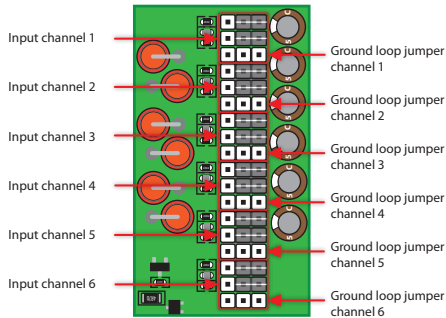 Input channel 1
Ground loop jumper
channel 1
Input channel 2
Ground loop jumper
channel 2
Input channel 3
Ground loop jumper
channel 3
Input channel 4
Ground loop jumper
channel 4
Input channel 5
Ground loop jumper
channel 5
Input channel 6
Ground loop jumper
channel 6